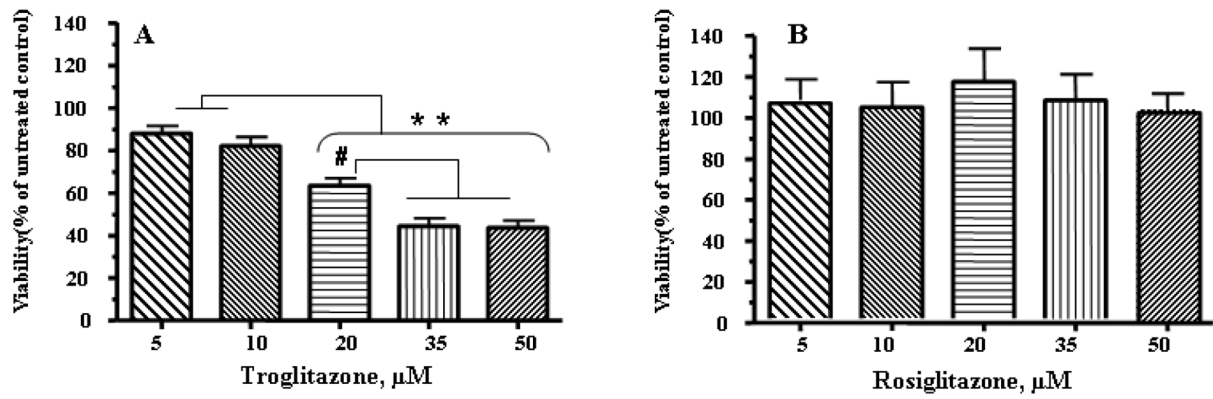 A
Viability(% of untreated control)
140
120
100
80
60
40
20
0
* *
#
5 10 20 35 50
Troglitazone, µM
B
Viability(% of untreated control)
140
120
100
80
60
40
20
0
5 10 20 35 50
Rosiglitazone, µM